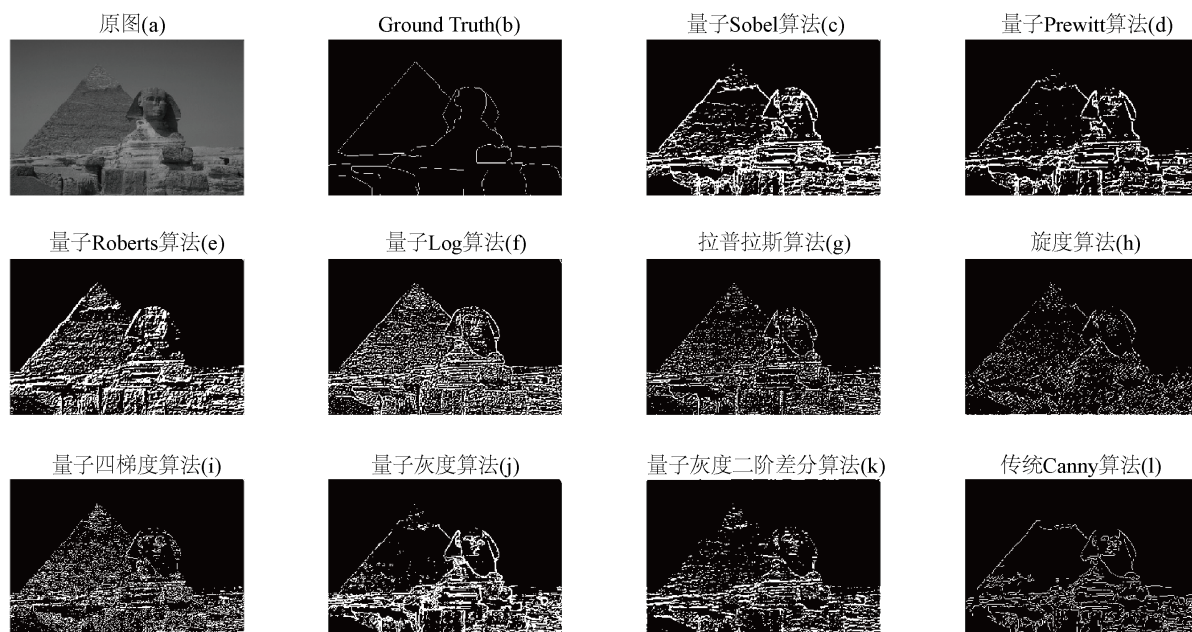 原图(a)
Ground Truth(b)
量子Sobel算法(c)
量子Prewitt算法(d)
量子Roberts算法(e)
量子Log算法(f)
拉普拉斯算法(g)
旋度算法(h)
量子四梯度算法(i)
量子灰度算法(j)
量子灰度二阶差分算法(k)
传统Canny算法(l)